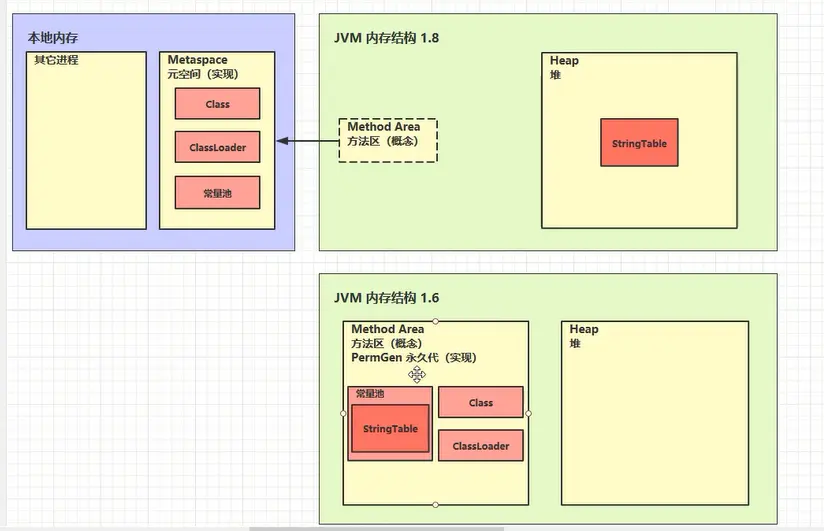 本地内存
其它进程
Metaspace
元空间（实现）
Class
ClassLoader
常量池
JVM 内存结构 1.8
Method Area
方法区（概念）
Heap
堆
StringTable
JVM 内存结构 1.6
Method Area
方法区（概念）
PermGen 永久代（实现）
常量池
StringTable
Class
ClassLoader
Heap
堆